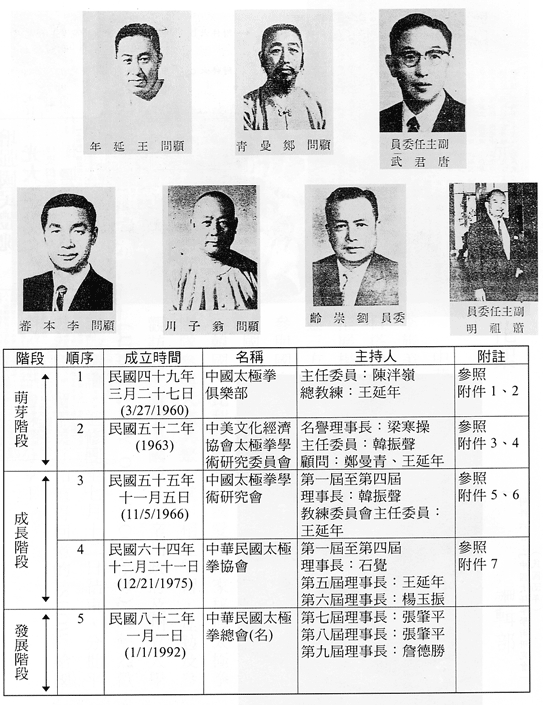 顧問 王延年
顧問 鄭曼青
副主任委員
唐君武
顧問 李本善
顧問 翁子川
委員 劉崇齡
副主任委員
蕭祖明
階段 順序 成立時間 名稱 主持人 附註
萌芽階段
1
民國四十九年
三月二十七日
(3/27/1960)
中國太極拳
俱樂部
主任委員：陳泮嶺
總教練：王延年
參照
附件 1、2
2
民國五十二年
(1963)
中美文化經濟
協會太極拳學
術研究委員會
名譽理事長：梁寒操
主任委員：韓振聲
顧問：鄭曼青、王延年
參照
附件 3、4
成長階段
3
民國五十五年
十一月五日
(11/5/1966)
中國太極拳學
術研究會
第一屆至第四屆
理事長：韓振聲
教練委員會主任委員：
王延年
參照
附件 5、6
4
民國六十四年
十二月二十一日
(12/21/1975)
中華民國太極
拳協會
第一屆至第四屆
理事長：石覺
第五屆理事長：王延年
第六屆理事長：楊玉振
參照
附件 7
發展階段
5
民國八十二年
一月一日
(1/1/1992)
中華民國太極
拳總會(名)
第七屆理事長：張肇平
第八屆理事長：張肇平
第九屆理事長：詹德勝